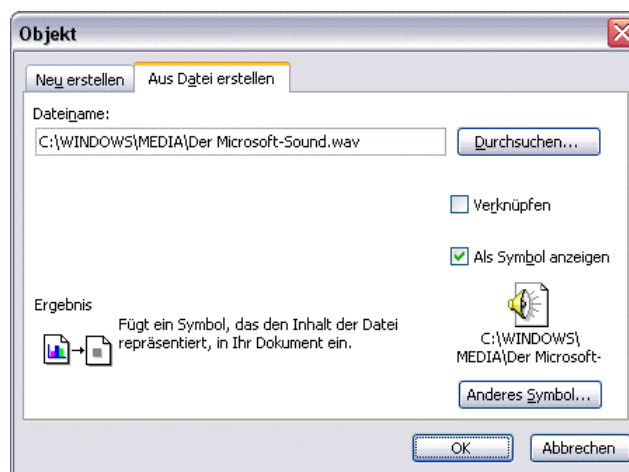 Objekt
Neu erstellen
Aus Datei erstellen
Dateiname:
C:\WINDOWS\MEDIA\Der Microsoft-Sound.wav
Durchsuchen...
Verknüpfen
Als Symbol anzeigen
Ergebnis
Fügt ein Symbol, das den Inhalt der Datei
repräsentiert, in Ihr Dokument ein.
C:\WINDOWS\
MEDIA\Der Microsoft-
Anderes Symbol...
OK
Abbrechen